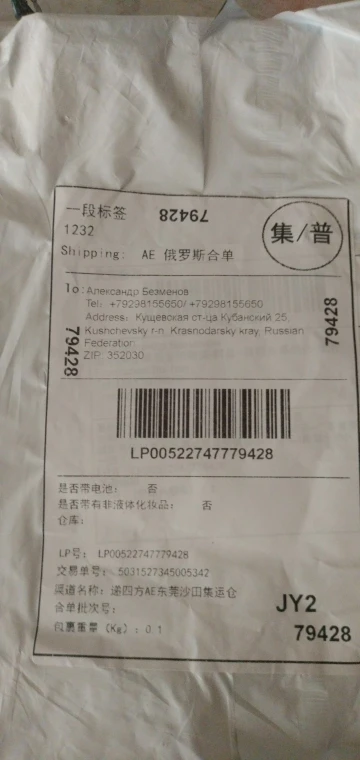 一段标签
79428
集/普
1232
Shipping: AE 俄罗斯合单
To: Александр Безманов
Tel: +79298155650/ +79298155650
Address: Кущевская ст-ца Кубанский 25,
Kushchevsky r-n, Krasnodarsky kray, Russian
Federation
ZIP: 352030
79428
79428
LP00522747779428
是否带电池: 否
是否带有非液体化妆品: 否
仓库:
LP号: LP00522747779428
交易单号: 5031527345005342
渠道名称: 递四方AE东莞沙田集运仓
合单批次号:
包裹重量 (Kg): 0.1
JY2
79428